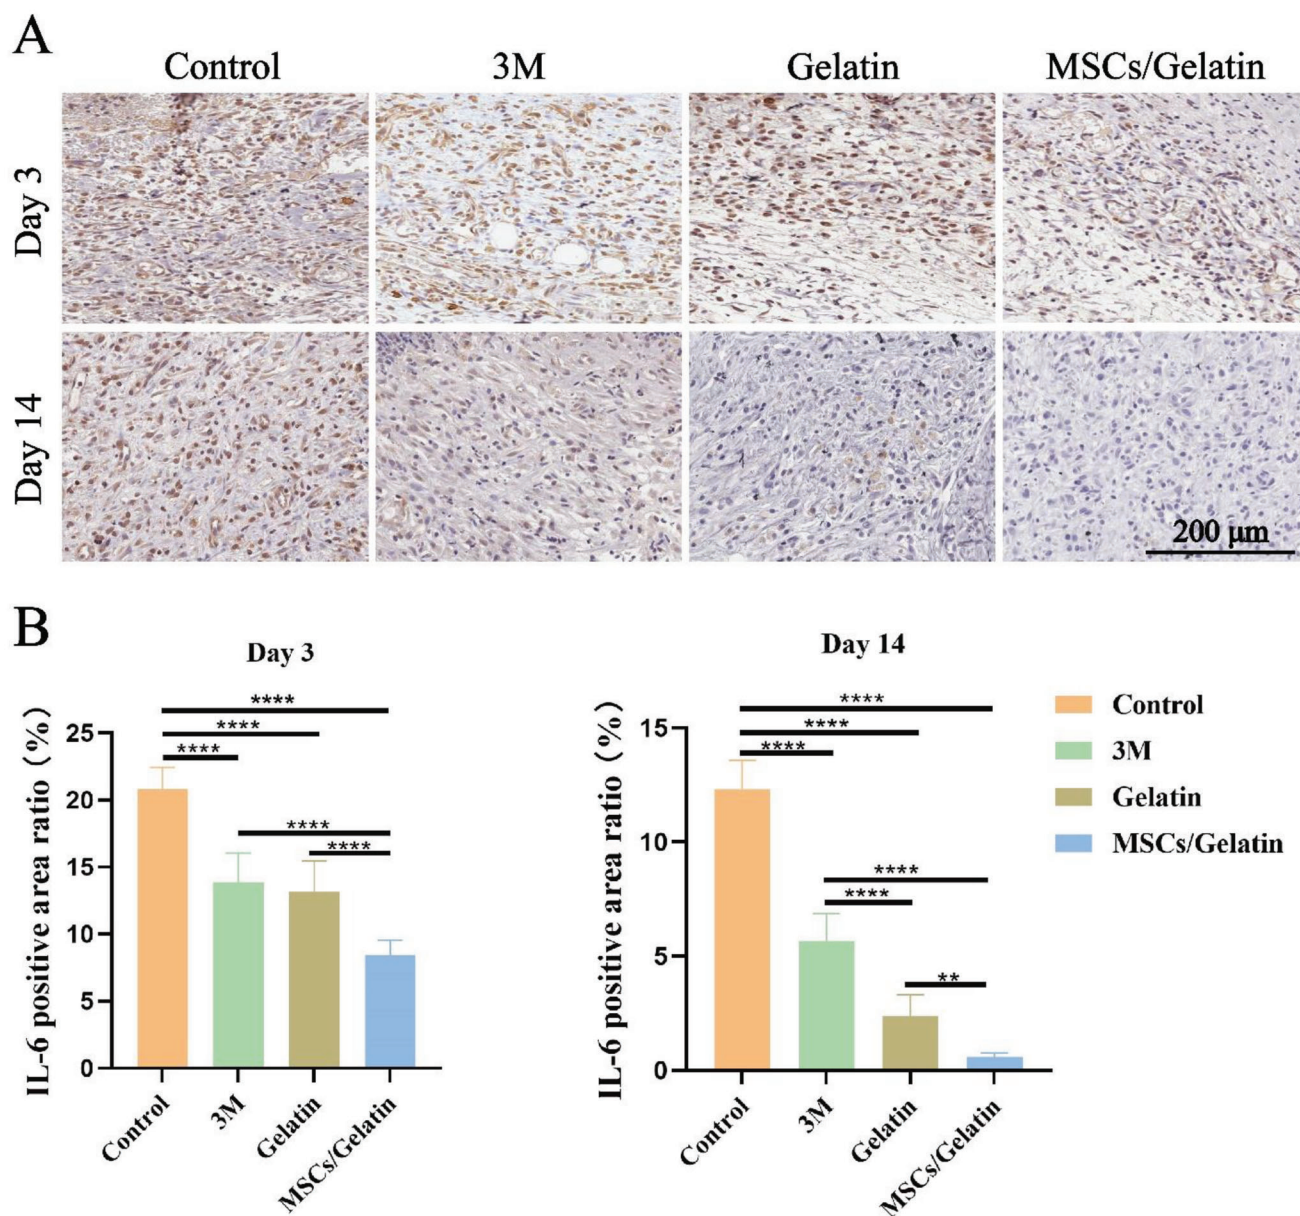 A
Control 3M Gelatin MSCs/Gelatin
Day 3
Day 14
200 µm
B
Day 3
IL-6 positive area ratio (%)
25
20
15
10
5
0
****
****
****
****
****
Control
3M
Gelatin
MSCs/Gelatin
Day 14
IL-6 positive area ratio (%)
15
10
5
0
****
****
****
****
****
**
Control
3M
Gelatin
MSCs/Gelatin
Control
3M
Gelatin
MSCs/Gelatin